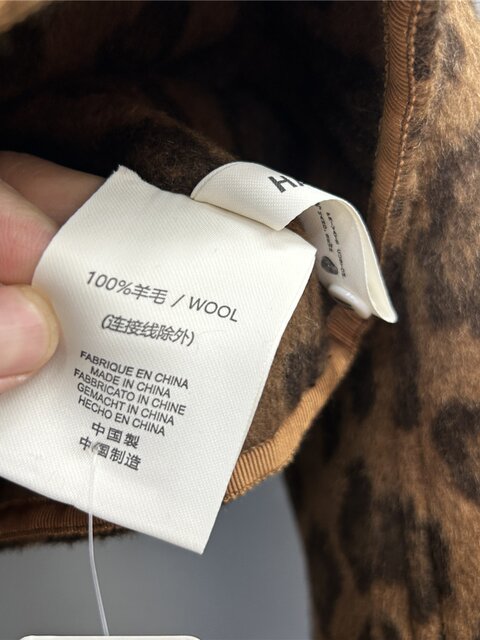 100%羊毛 / WOOL
(连接线除外)
FABRIQUE EN CHINA
MADE IN CHINA
FABBRICATO IN CHINE
GEMACHT IN CHINA
HECHO EN CHINA
中国製
中国制造